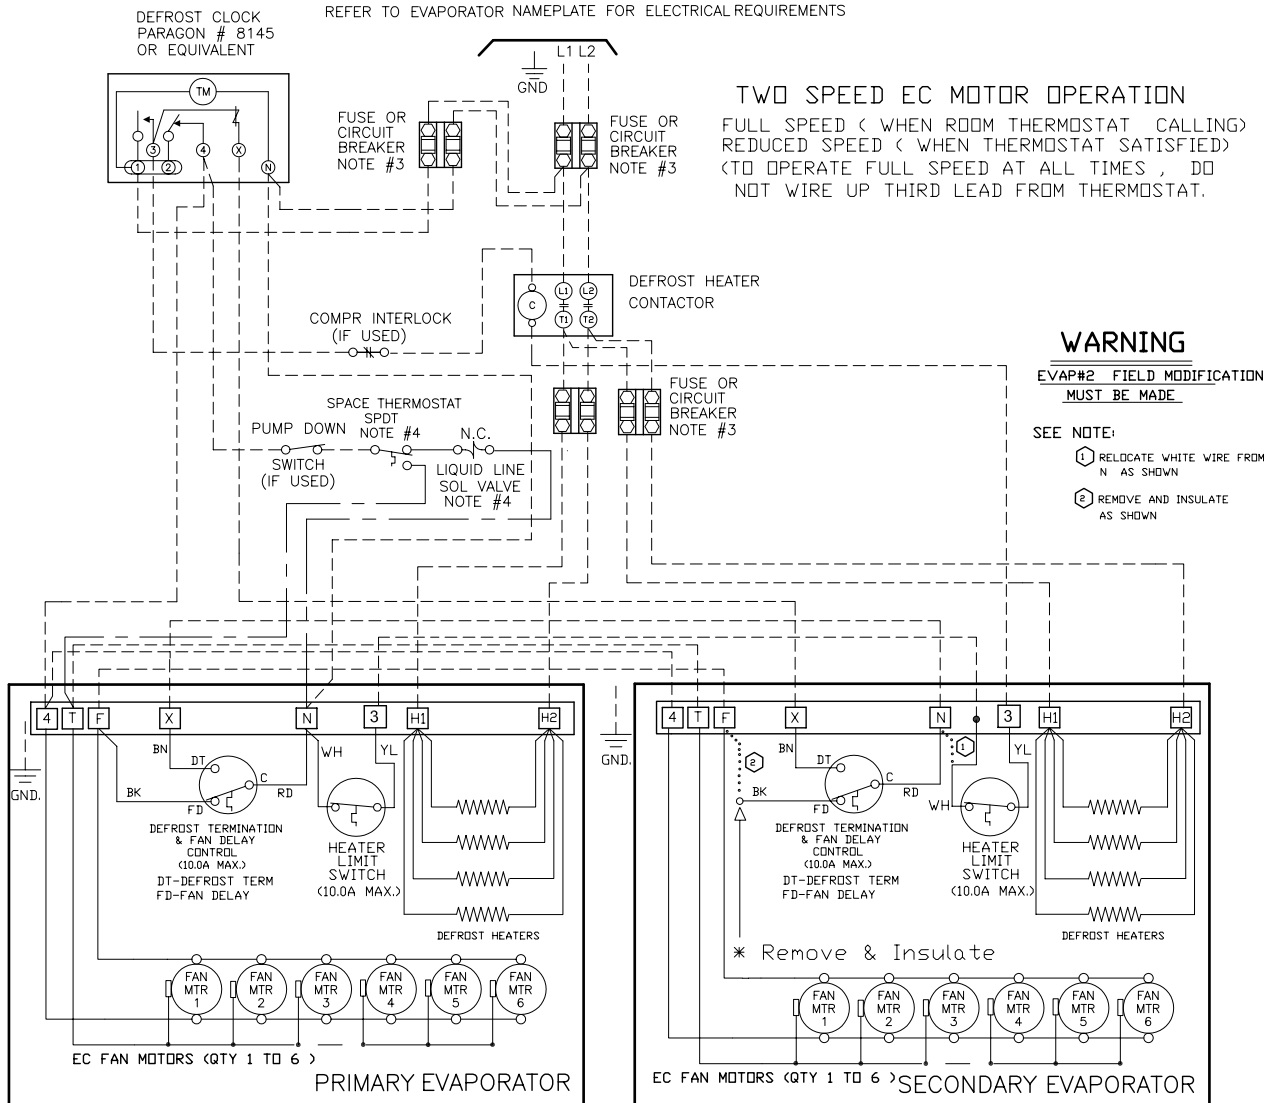 REFER TO EVAPORATOR NAMEPLATE FOR ELECTRICAL REQUIREMENTS
DEFROST CLOCK
PARAGON # 8145
OR EQUIVALENT
TM
3
4
X
1
2
N
L1 L2
GND
FUSE OR
CIRCUIT
BREAKER
NOTE #3
FUSE OR
CIRCUIT
BREAKER
NOTE #3
TWO SPEED EC MOTOR OPERATION
FULL SPEED ( WHEN ROOM THERMOSTAT CALLING)
REDUCED SPEED ( WHEN THERMOSTAT SATISFIED)
(TO OPERATE FULL SPEED AT ALL TIMES , DO
NOT WIRE UP THIRD LEAD FROM THERMOSTAT.
DEFROST HEATER
CONTACTOR
C
L1
L2
T1
T2
COMPR INTERLOCK
(IF USED)
WARNING
EVAP#2 FIELD MODIFICATION
MUST BE MADE
SEE NOTE:
1 RELOCATE WHITE WIRE FROM
N AS SHOWN
2 REMOVE AND INSULATE
AS SHOWN
FUSE OR
CIRCUIT
BREAKER
NOTE #3
SPACE THERMOSTAT
SPDT
NOTE #4
PUMP DOWN
SWITCH
(IF USED)
N.C.
LIQUID LINE
SOL VALVE
NOTE #4
4
T
F
X
N
3
H1
H2
GND.
BN
DT
C
RD
BK
FD
WH
YL
DEFROST TERMINATION
& FAN DELAY
CONTROL
(10.0A MAX.)
DT-DEFROST TERM
FD-FAN DELAY
HEATER
LIMIT
SWITCH
(10.0A MAX.)
DEFROST HEATERS
FAN
MTR
1
FAN
MTR
2
FAN
MTR
3
FAN
MTR
4
FAN
MTR
5
FAN
MTR
6
EC FAN MOTORS (QTY 1 TO 6 )
PRIMARY EVAPORATOR
4
T
F
X
N
3
H1
H2
GND.
2
1
BN
DT
C
RD
BK
FD
WH
YL
DEFROST TERMINATION
& FAN DELAY
CONTROL
(10.0A MAX.)
DT-DEFROST TERM
FD-FAN DELAY
HEATER
LIMIT
SWITCH
(10.0A MAX.)
DEFROST HEATERS
* Remove & Insulate
FAN
MTR
1
FAN
MTR
2
FAN
MTR
3
FAN
MTR
4
FAN
MTR
5
FAN
MTR
6
EC FAN MOTORS (QTY 1 TO 6 )
SECONDARY EVAPORATOR